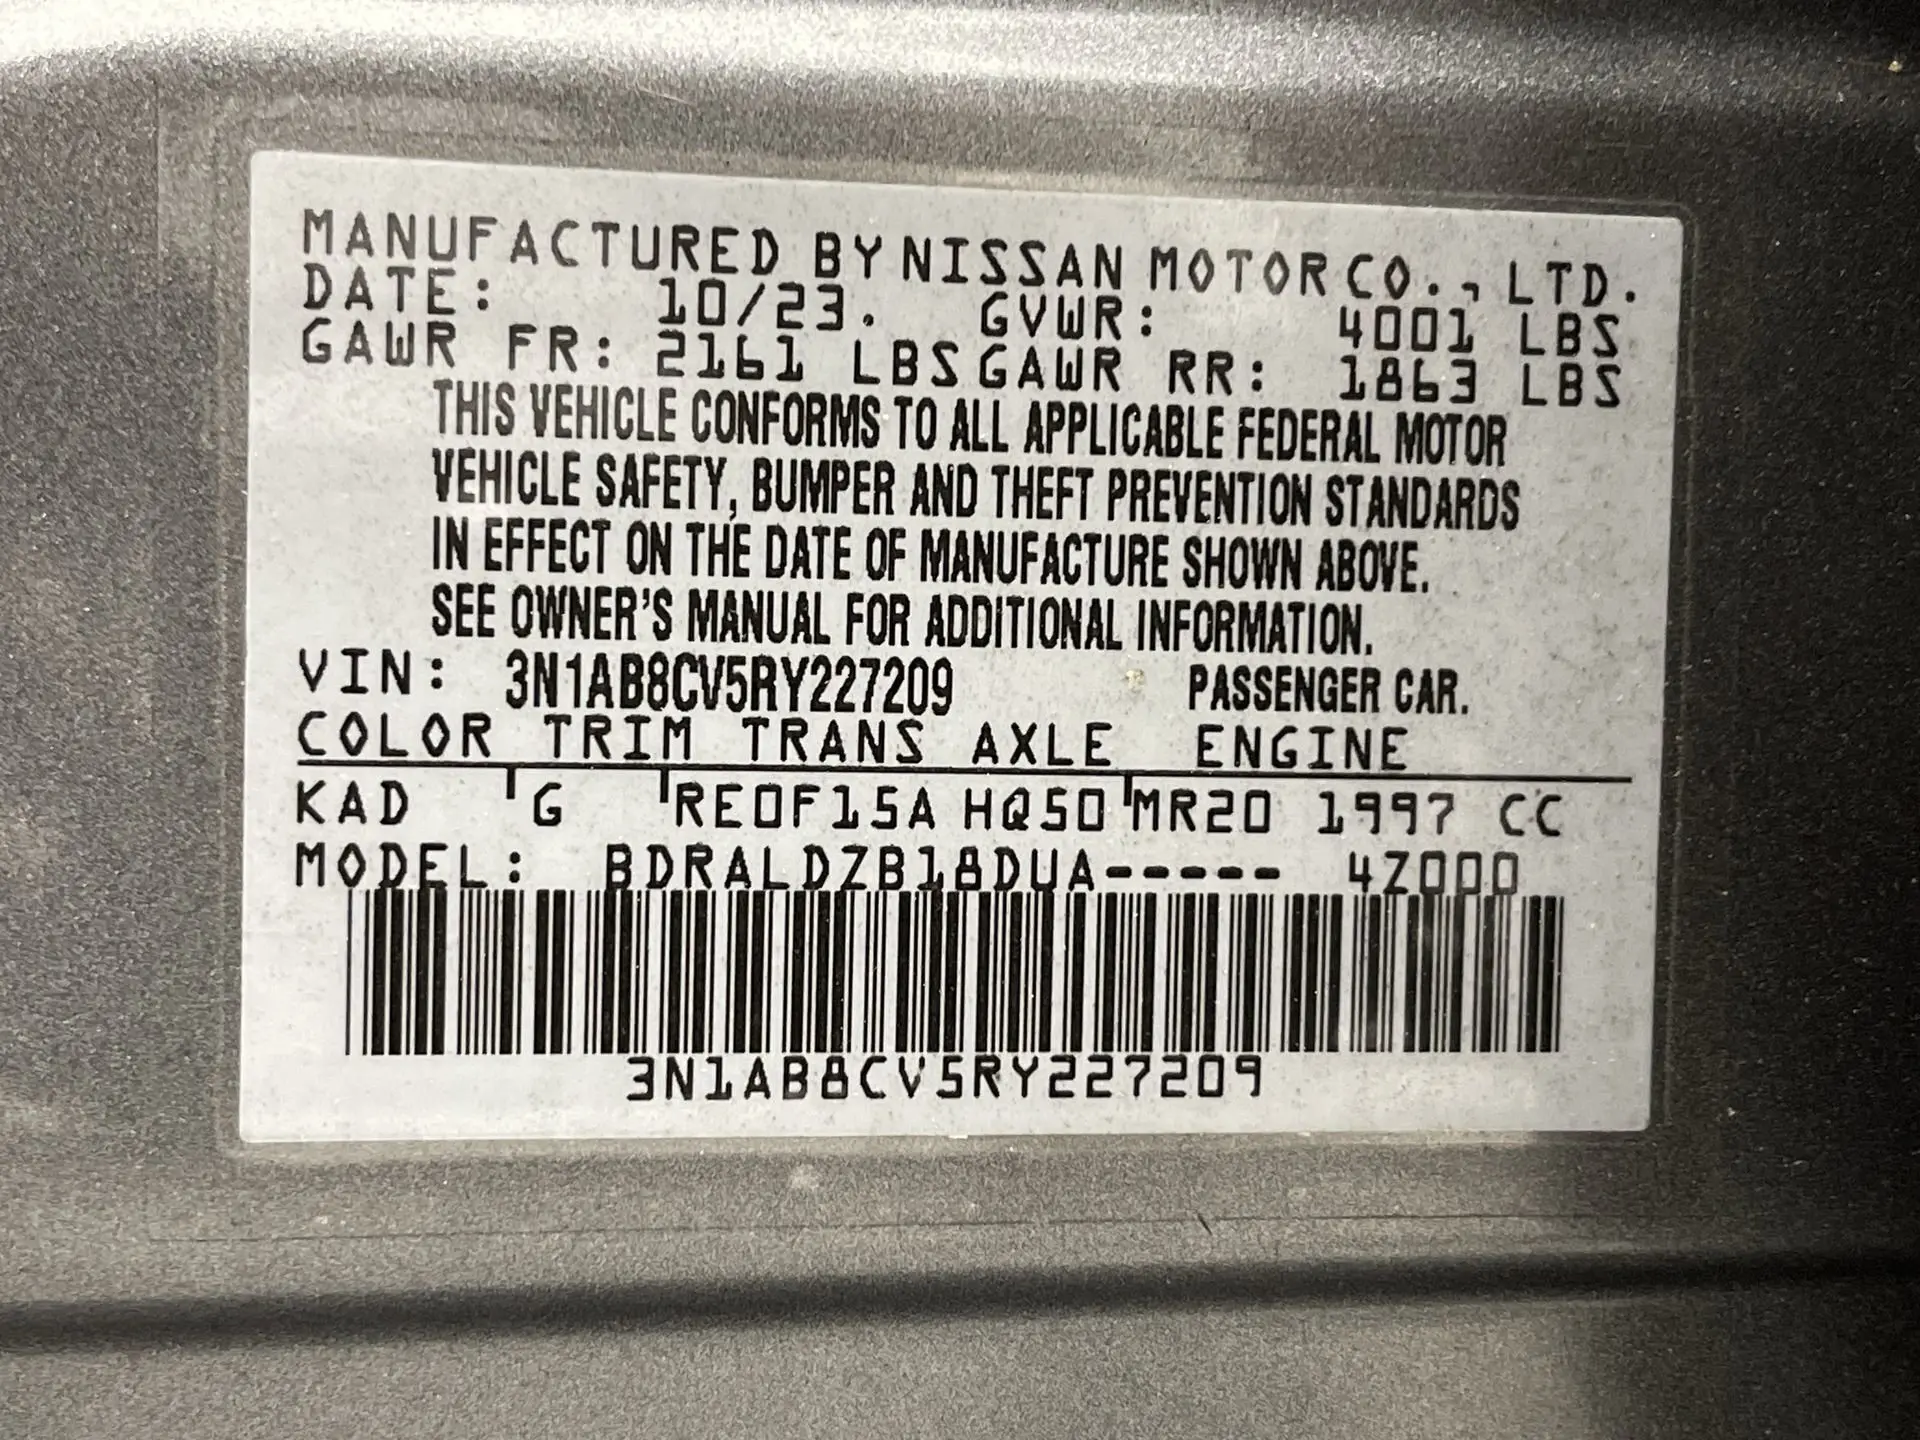 MANUFACTURED BY NISSAN MOTOR CO., LTD.
DATE: 10/23. GVWR: 4001 LBS
GAWR FR: 2161 LBS GAWR RR: 1863 LBS
THIS VEHICLE CONFORMS TO ALL APPLICABLE FEDERAL MOTOR
VEHICLE SAFETY, BUMPER AND THEFT PREVENTION STANDARDS
IN EFFECT ON THE DATE OF MANUFACTURE SHOWN ABOVE.
SEE OWNER'S MANUAL FOR ADDITIONAL INFORMATION.
VIN: 3N1AB8CV5RY227209 PASSENGER CAR.
COLOR TRIM TRANS AXLE ENGINE
KAD G RE0F15A HQ50 MR20 1997 CC
MODEL: BDRALDZB18DUA----- 4Z000
3N1AB8CV5RY227209